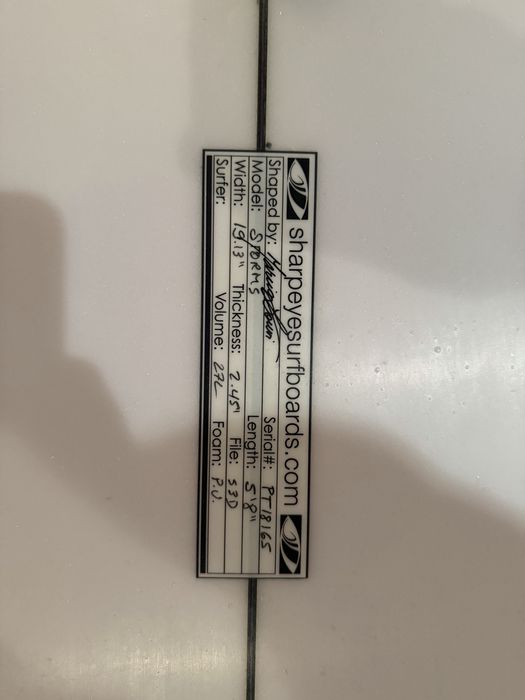 sharpeyesurfboards.com
Shaped by: Serial#: PT18165
Model: STORMS Length: 5'8"
Width: 19.13" Thickness: 2.45" File: S3D
Surfer: Volume: 27L Foam: P.U.